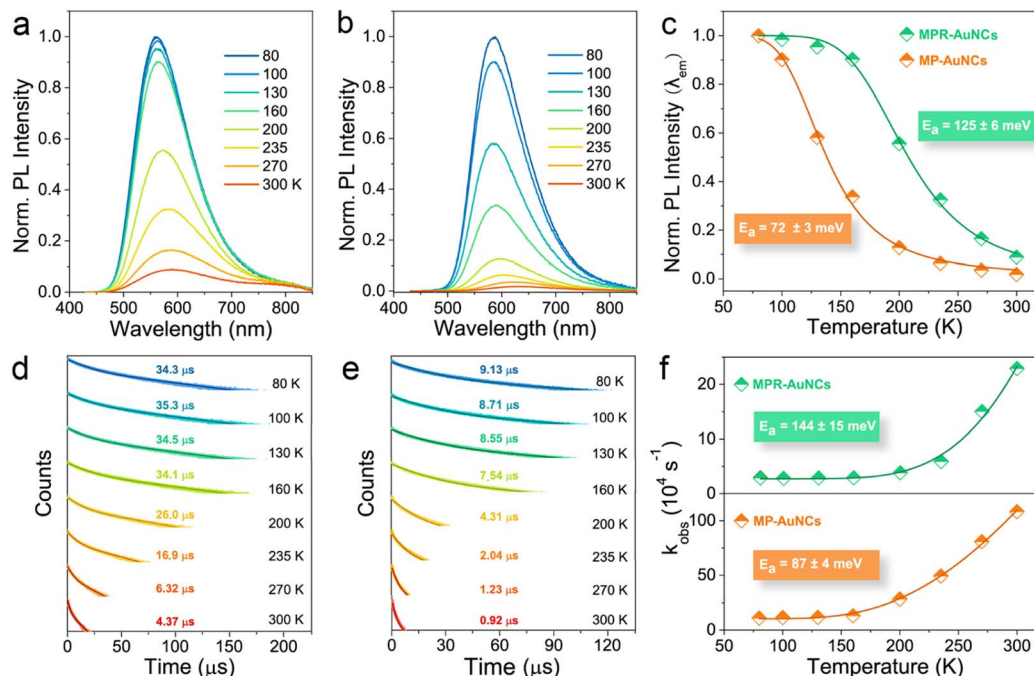 a
Norm. PL Intensity
1.0
0.8
0.6
0.4
0.2
0.0
80
100
130
160
200
235
270
300 K
400
500
600
700
800
Wavelength (nm)
b
Norm. PL Intensity
1.0
0.8
0.6
0.4
0.2
0.0
80
100
130
160
200
235
270
300 K
400
500
600
700
800
Wavelength (nm)
c
Norm. PL Intensity (λem)
1.0
0.8
0.6
0.4
0.2
0.0
MPR-AuNCs
MP-AuNCs
Ea = 125 ± 6 meV
Ea = 72 ± 3 meV
100
150
200
250
300
Temperature (K)
d
Counts
34.3 μs
80 K
35.3 μs
100 K
34.5 μs
130 K
34.1 μs
160 K
26.0 μs
200 K
16.9 μs
235 K
6.32 μs
270 K
4.37 μs
300 K
0
50
100
150
200
Time (μs)
e
Counts
9.13 μs
80 K
8.71 μs
100 K
8.55 μs
130 K
7.54 μs
160 K
4.31 μs
200 K
2.04 μs
235 K
1.23 μs
270 K
0.92 μs
300 K
0
30
60
90
120
Time (μs)
f
kobs (10⁴ s⁻¹)
20
10
0
MPR-AuNCs
Ea = 144 ± 15 meV
100
50
0
MP-AuNCs
Ea = 87 ± 4 meV
100
150
200
250
300
Temperature (K)